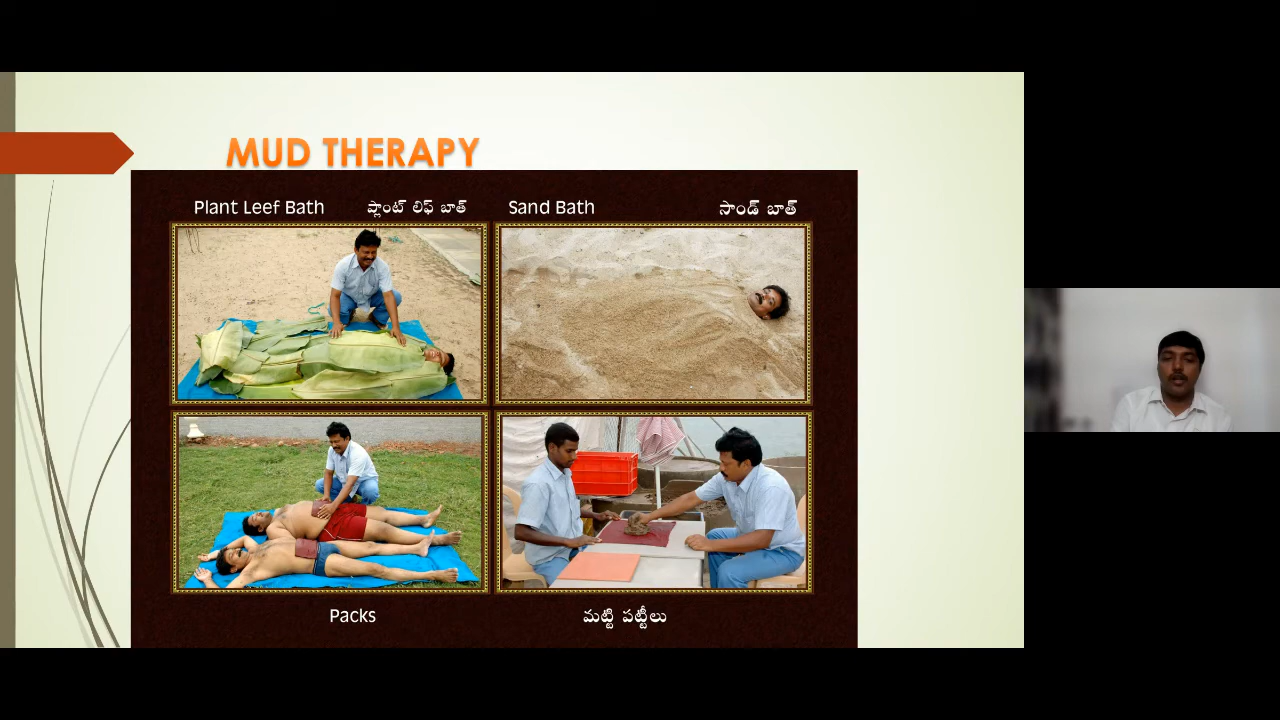 MUD THERAPY
Plant Leef Bath ప్లాంట్ లిఫ్ బాత్ Sand Bath సాండ్ బాత్
Packs మట్టి పట్టీలు